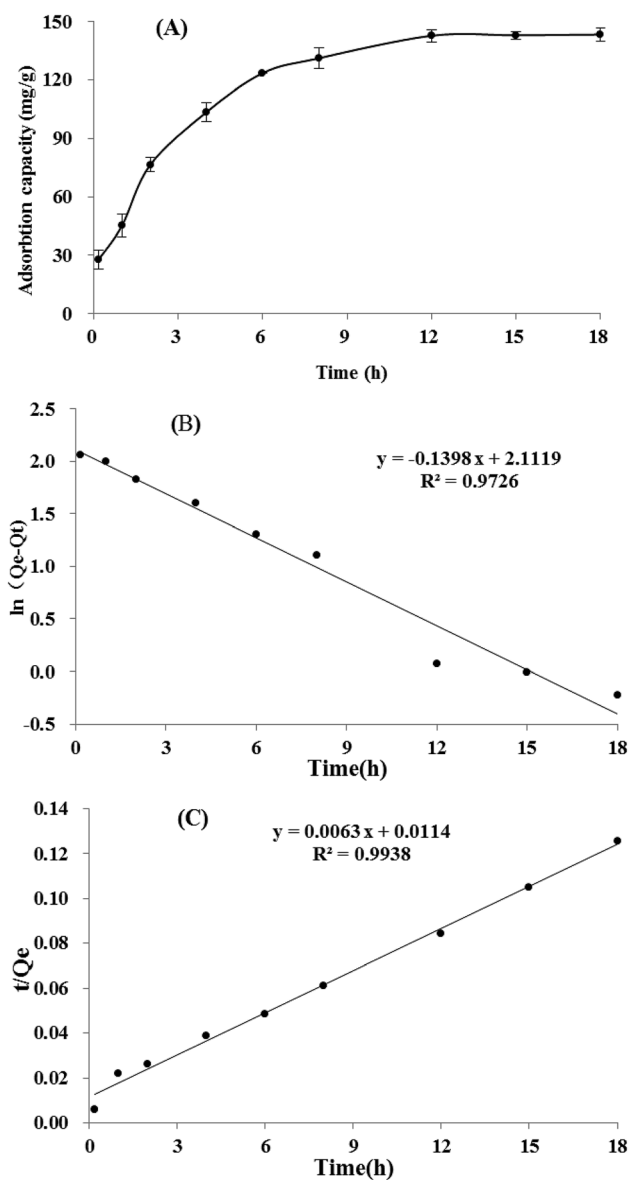 (A)
Adsorbtion capacity (mg/g)
150
120
90
60
30
0
0 3 6 9 12 15 18
Time (h)
(B)
y = -0.1398 x + 2.1119
R² = 0.9726
ln（Qe-Qt)
2.5
2.0
1.5
1.0
0.5
0.0
-0.5
0 3 6 9 12 15 18
Time(h)
(C)
y = 0.0063 x + 0.0114
R² = 0.9938
t/Qe
0.14
0.12
0.10
0.08
0.06
0.04
0.02
0.00
0 3 6 9 12 15 18
Time(h)